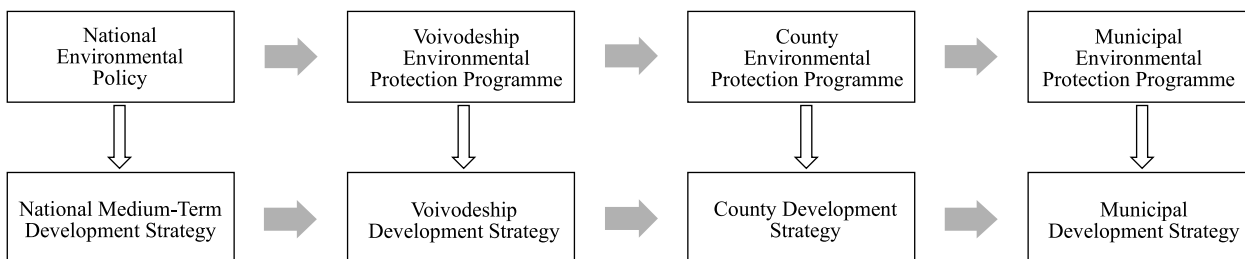 National
Environmental
Policy
Voivodeship
Environmental
Protection Programme
County
Environmental
Protection Programme
Municipal
Environmental
Protection Programme
National Medium-Term
Development Strategy
Voivodeship
Development Strategy
County Development
Strategy
Municipal
Development Strategy